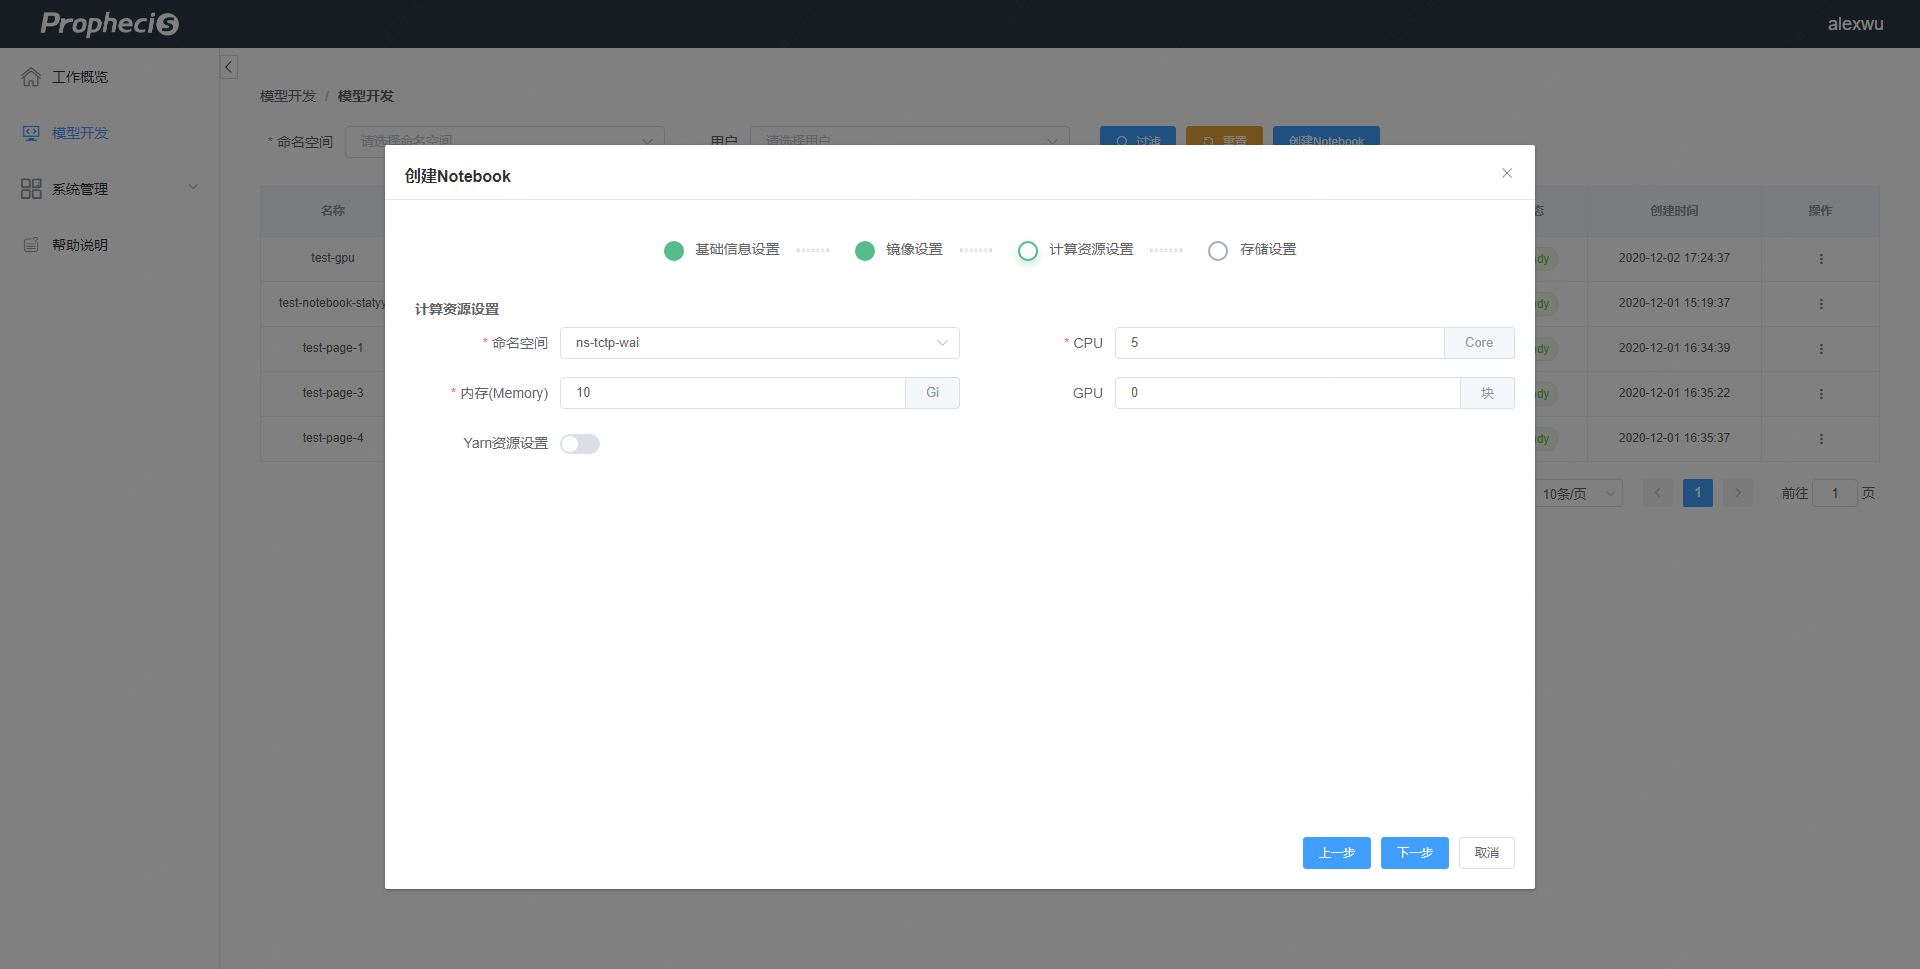 Prophecis
alexwu
工作概览
模型开发
系统管理
帮助说明
模型开发 / 模型开发
* 命名空间 请选择命名空间 用户 请选择用户 过滤 重置 创建Notebook
名称 态 创建时间 操作
test-gpu dy 2020-12-02 17:24:37
test-notebook-statyy dy 2020-12-01 15:19:37
test-page-1 dy 2020-12-01 16:34:39
test-page-3 dy 2020-12-01 16:35:22
test-page-4 dy 2020-12-01 16:35:37
10条/页 1 前往 1 页
创建Notebook
基础信息设置 镜像设置 计算资源设置 存储设置
计算资源设置
* 命名空间 ns-tctp-wai * CPU 5 Core
* 内存(Memory) 10 Gi GPU 0 块
Yarn资源设置
上一步 下一步 取消